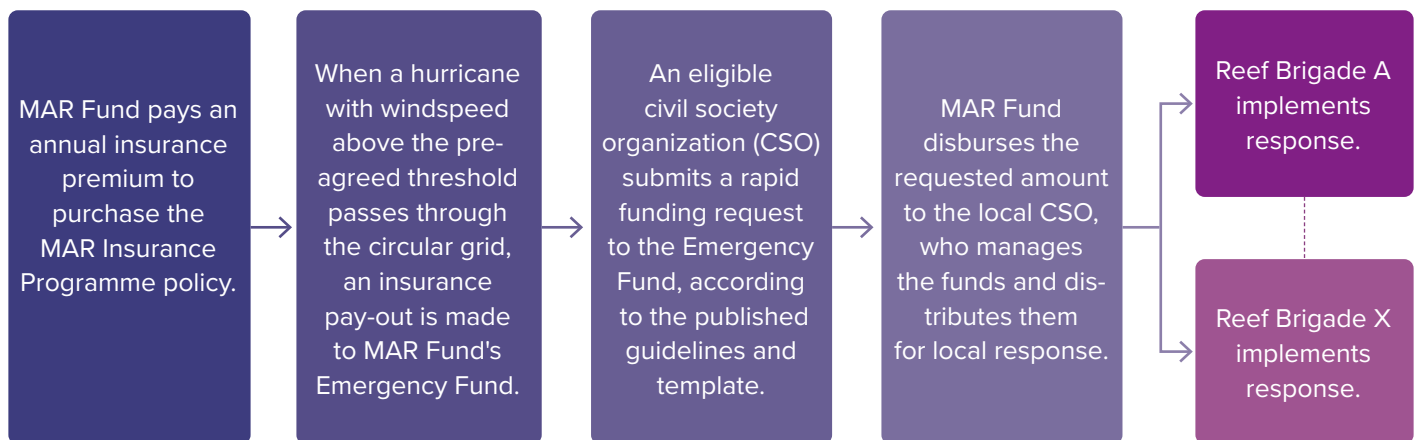 MAR Fund pays an
annual insurance
premium to
purchase the
MAR Insurance
Programme policy.
When a hurricane
with windspeed
above the pre-
agreed threshold
passes through
the circular grid,
an insurance
pay-out is made
to MAR Fund's
Emergency Fund.
An eligible
civil society
organization (CSO)
submits a rapid
funding request
to the Emergency
Fund, according
to the published
guidelines and
template.
MAR Fund
disburses the
requested amount
to the local CSO,
who manages
the funds and dis-
tributes them
for local response.
Reef Brigade A
implements
response.
Reef Brigade X
implements
response.